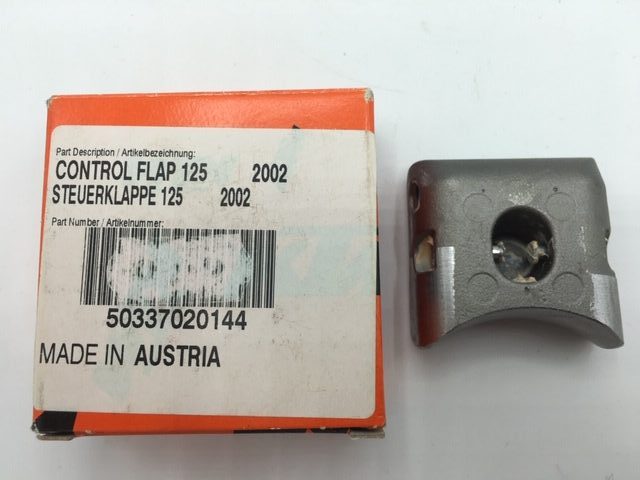 Part Description / Artikelbezeichnung:
CONTROL FLAP 125 2002
STEUERKLAPPE 125 2002
Part Number / Artikelnummer:
50337020144
MADE IN AUSTRIA